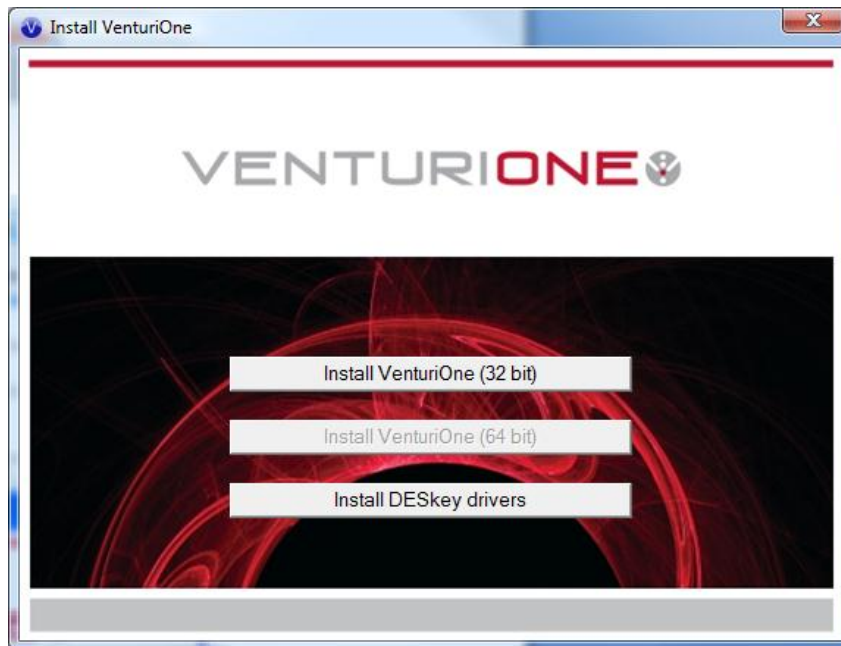 Install VenturiOne
VENTURIONE
Install VenturiOne (32 bit)
Install VenturiOne (64 bit)
Install DESkey drivers